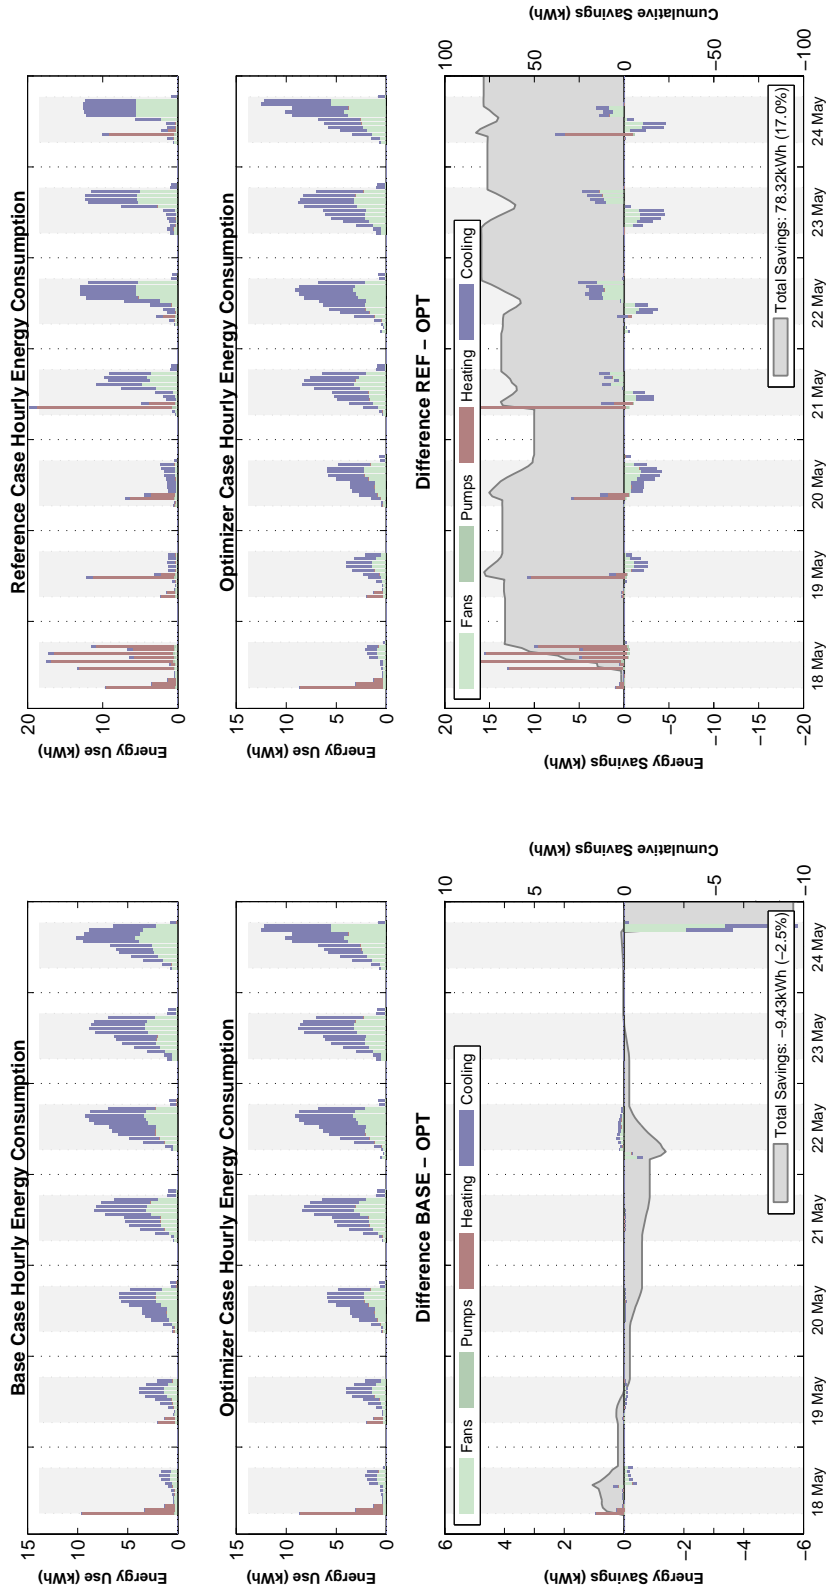 Base Case Hourly Energy Consumption
Energy Use (kWh)
15
10
5
0
Optimizer Case Hourly Energy Consumption
Energy Use (kWh)
15
10
5
0
Difference BASE − OPT
Fans Pumps Heating Cooling
Energy Savings (kWh)
6
4
2
0
−2
−4
−6
Cumulative Savings (kWh)
10
5
0
−5
−10
Total Savings: −9.43kWh (−2.5%)
18 May 19 May 20 May 21 May 22 May 23 May 24 May
Reference Case Hourly Energy Consumption
Energy Use (kWh)
20
10
0
Optimizer Case Hourly Energy Consumption
Energy Use (kWh)
15
10
5
0
Difference REF − OPT
Fans Pumps Heating Cooling
Energy Savings (kWh)
20
15
10
5
0
−5
−10
−15
−20
Cumulative Savings (kWh)
100
50
0
−50
−100
Total Savings: 78.32kWh (17.0%)
18 May 19 May 20 May 21 May 22 May 23 May 24 May